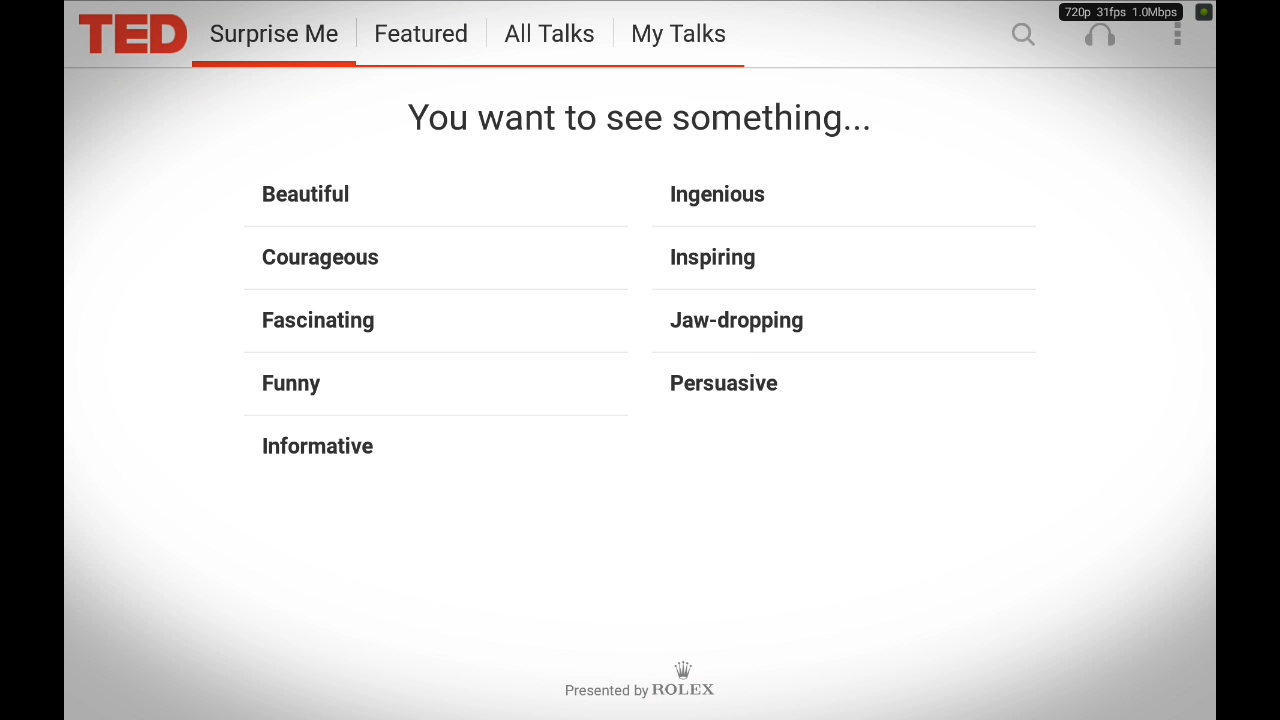 720p 31fps 1.0Mbps
TED Surprise Me Featured All Talks My Talks
You want to see something...
Beautiful
Courageous
Fascinating
Funny
Informative
Ingenious
Inspiring
Jaw-dropping
Persuasive
Presented by ROLEX